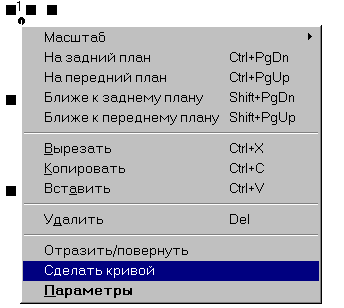 1
Масштаб
На задний план Ctrl+PgDn
На передний план Ctrl+PgUp
Ближе к заднему плану Shift+PgDn
Ближе к переднему плану Shift+PgUp
Вырезать Ctrl+X
Копировать Ctrl+C
Вставить Ctrl+V
Удалить Del
Отразить/повернуть
Сделать кривой
Параметры